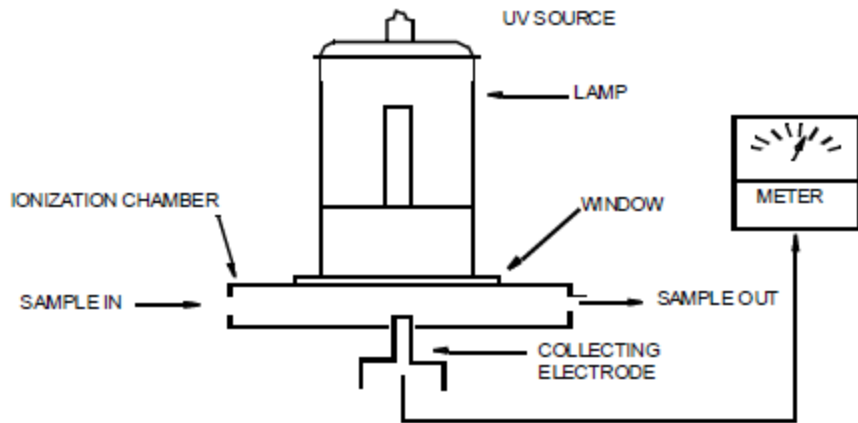 UV SOURCE
LAMP
IONIZATION CHAMBER
WINDOW
METER
SAMPLE IN
SAMPLE OUT
COLLECTING
ELECTRODE